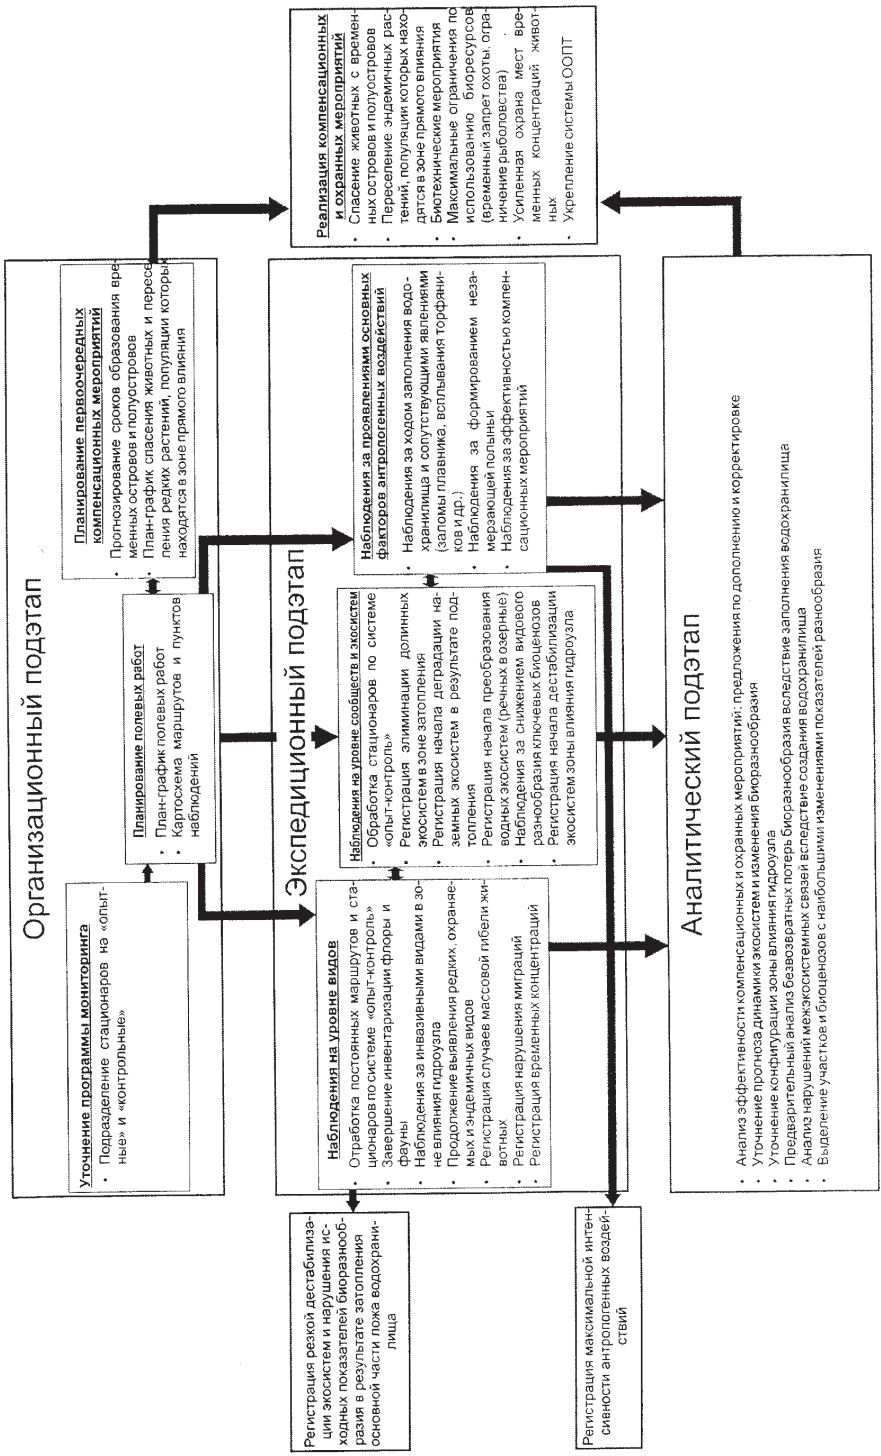 Организационный подэтап
Уточнение программы мониторинга
• Подразделение стационаров на «опыт-
ные» и «контрольные»
Планирование полевых работ
• План-график полевых работ
• Картосхема маршрутов и пунктов
наблюдений
Планирование первоочередных
компенсационных мероприятий
• Прогнозирование сроков образования вре-
менных островов и полуостровов
• План-график спасения животных и пересе-
ления редких растений, популяции которых
находятся в зоне прямого влияния
Экспедиционный подэтап
Наблюдения на уровне видов
• Отработка постоянных маршрутов и ста-
ционаров по системе «опыт-контроль»
• Завершение инвентаризации флоры и
фауны
• Наблюдения за инвазивными видами в зо-
не влияния гидроузла
• Продолжение выявления редких, охраняе-
мых и эндемичных видов
• Регистрация случаев массовой гибели жи-
вотных
• Регистрация нарушения миграций
• Регистрация временных концентраций
Наблюдения на уровне сообществ и экосистем
• Обработка стационаров по системе
«опыт-контроль»
• Регистрация элиминации долинных
экосистем в зоне затопления
• Регистрация начала деградации на-
земных экосистем в результате под-
топления
• Регистрация начала преобразования
водных экосистем (речных в озерные)
• Наблюдения за снижением видового
разнообразия ключевых биоценозов
• Регистрация начала дестабилизации
экосистем зоны влияния гидроузла
Наблюдения за проявлениями основных
факторов антропогенных воздействий
• Наблюдения за ходом заполнения водо-
хранилища и сопутствующими явлениями
(заломы плавника, всплывания торфяни-
ков и др.)
• Наблюдения за формированием неза-
мерзающей полыньи
• Наблюдения за эффективностью компен-
сационных мероприятий
Реализация компенсационных
и охранных мероприятий
• Спасение животных с времен-
ных островов и полуостровов
• Переселение эндемичных рас-
тений, популяции которых нахо-
дятся в зоне прямого влияния
• Биотехнические мероприятия
• Максимальные ограничения по
использованию биоресурсов
(временный запрет охоты, огра-
ничение рыболовства)
• Усиленная охрана мест вре-
менных концентраций живот-
ных
• Укрепление системы ООПТ
Регистрация резкой дестабилиза-
ции экосистем и нарушения ис-
ходных показателей биоразнооб-
разия в результате затопления
основной части ложа водохрани-
лища
Регистрация максимальной интен-
сивности антропогенных воздей-
ствий
Аналитический подэтап
• Анализ эффективности компенсационных и охранных мероприятий: предложения по дополнению и корректировке
• Уточнение прогноза динамики экосистем и изменения биоразнообразия
• Уточнение конфигурации зоны влияния гидроузла
• Предварительный анализ безвозвратных потерь биоразнообразия вследствие заполнения водохранилища
• Анализ нарушений межэкосистемных связей вследствие создания водохранилища
• Выделение участков и биоценозов с наибольшими изменениями показателей разнообразия